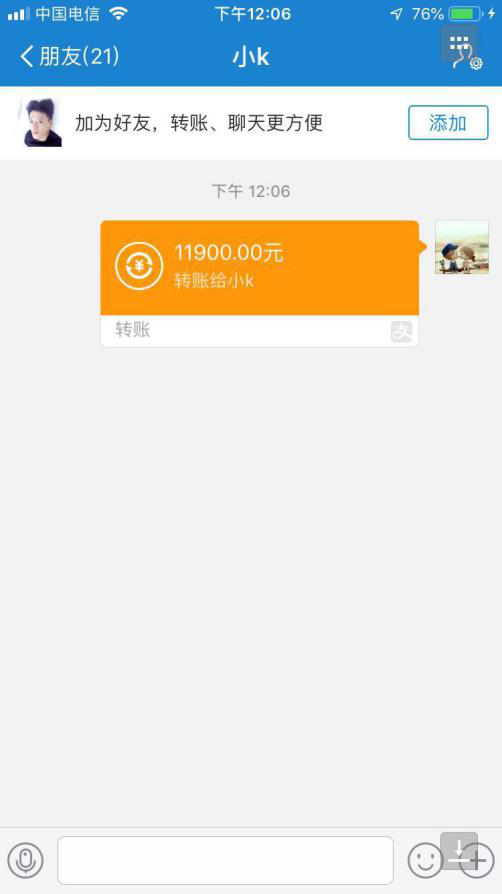 中国电信
下午12:06
76%
朋友(21)
小k
加为好友，转账、聊天更方便
添加
下午 12:06
11900.00元
转账给小k
转账
支